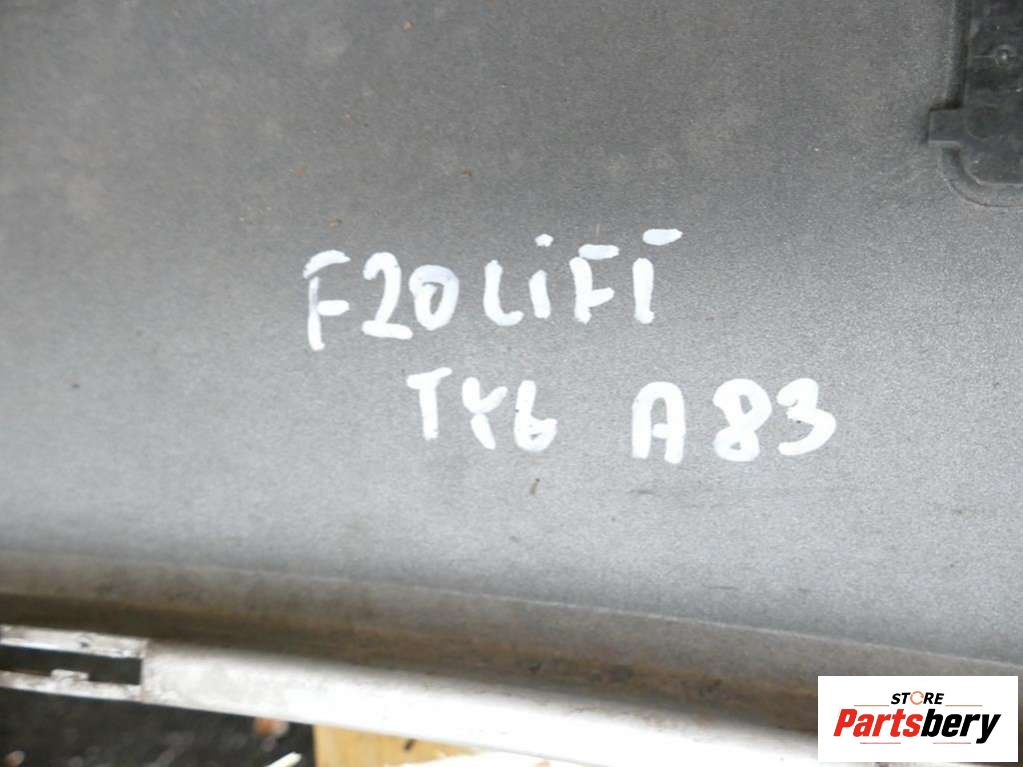 F20 LiFT
TYŁ A83
STORE
Partsbery